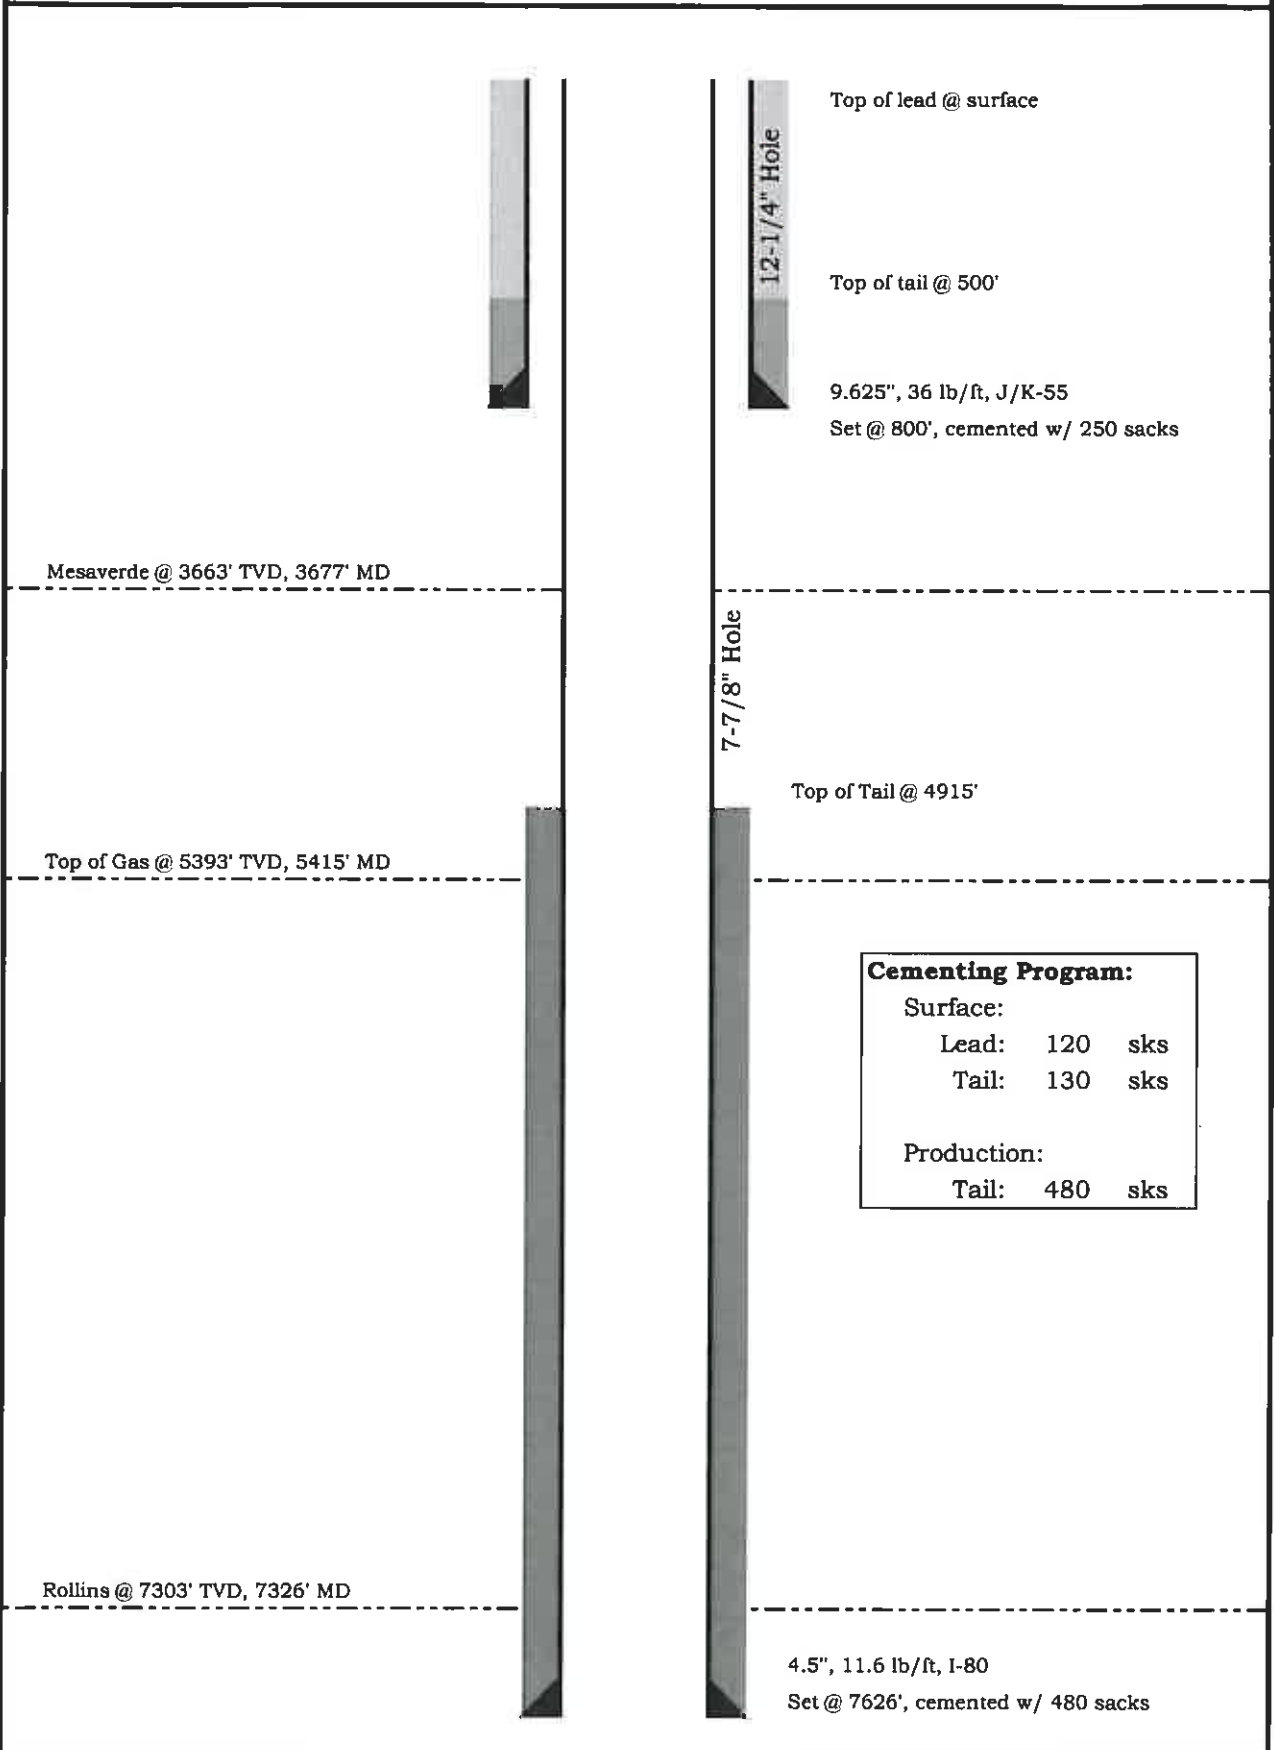 Top of lead @ surface
12-1/4" Hole
Top of tail @ 500'
9.625", 36 lb/ft, J/K-55
Set @ 800', cemented w/ 250 sacks
Mesaverde @ 3663' TVD, 3677' MD
7-7/8" Hole
Top of Tail @ 4915'
Top of Gas @ 5393' TVD, 5415' MD
Cementing Program:
Surface:
Lead: 120 sks
Tail: 130 sks
Production:
Tail: 480 sks
Rollins @ 7303' TVD, 7326' MD
4.5", 11.6 lb/ft, I-80
Set @ 7626', cemented w/ 480 sacks